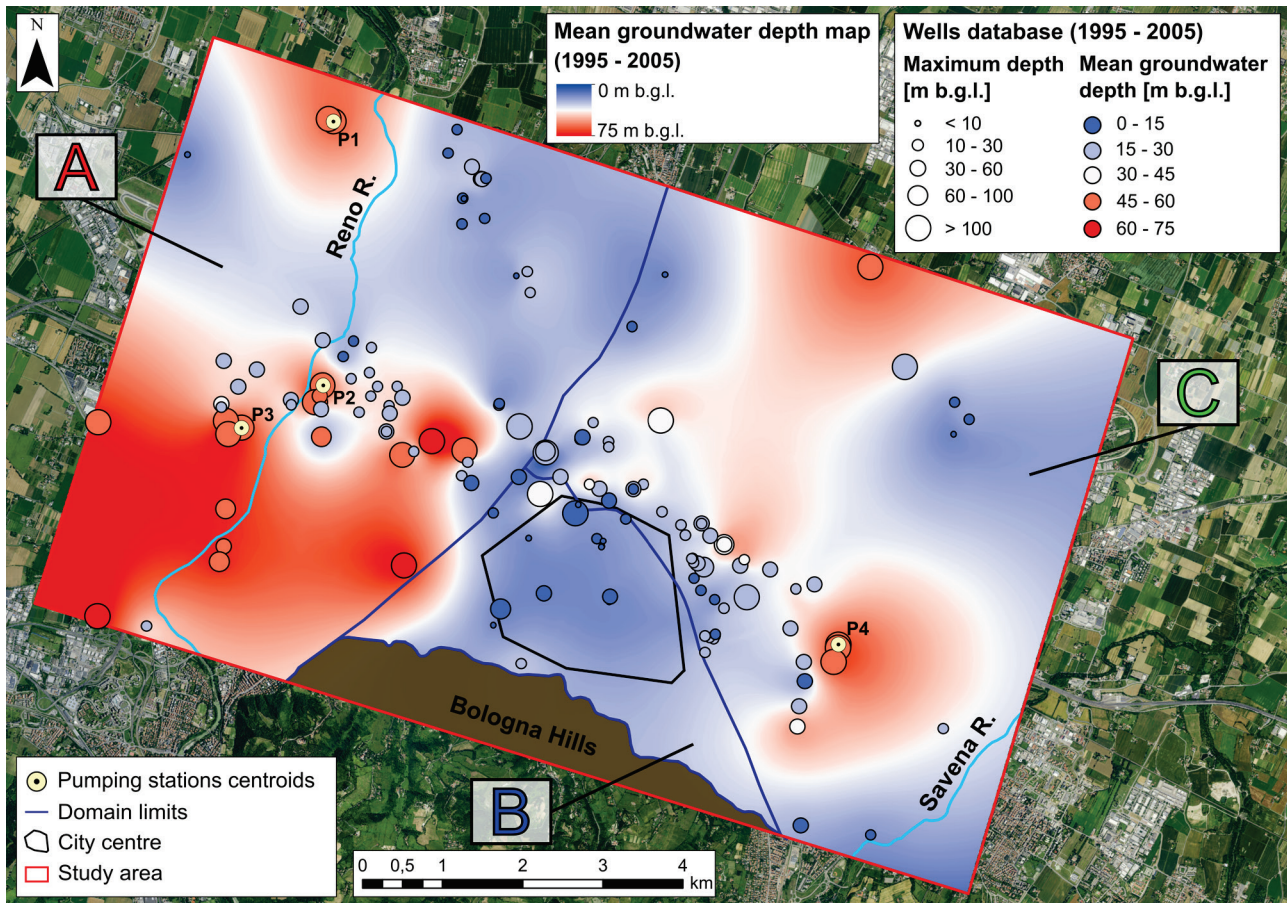 N
Mean groundwater depth map
(1995 - 2005)
0 m b.g.l.
75 m b.g.l.
Wells database (1995 - 2005)
Maximum depth
[m b.g.l.]
< 10
10 - 30
30 - 60
60 - 100
> 100
Mean groundwater
depth [m b.g.l.]
0 - 15
15 - 30
30 - 45
45 - 60
60 - 75
A
P1
Reno R.
P2
P3
C
P4
Bologna Hills
B
Savena R.
Pumping stations centroids
Domain limits
City centre
Study area
0 0,5 1 2 3 4
km